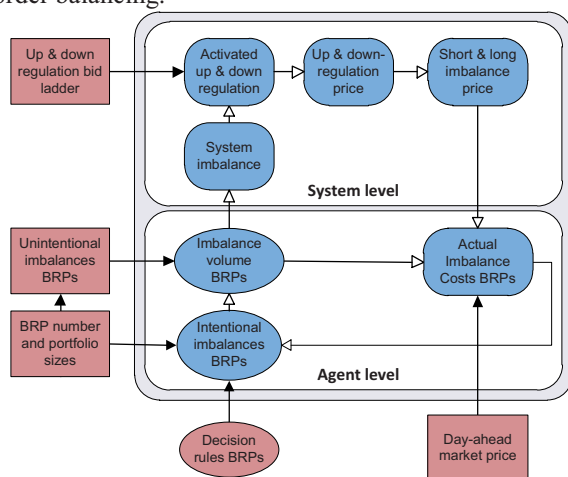 order balancing.
Up & down
regulation bid
ladder
Activated
up & down
regulation
Up & down-
regulation
price
Short & long
imbalance
price
System
imbalance
System level
Unintentional
imbalances
BRPs
Imbalance
volume
BRPs
Actual
Imbalance
Costs BRPs
BRP number
and portfolio
sizes
Intentional
imbalances
BRPs
Agent level
Decision
rules BRPs
Day-ahead
market price